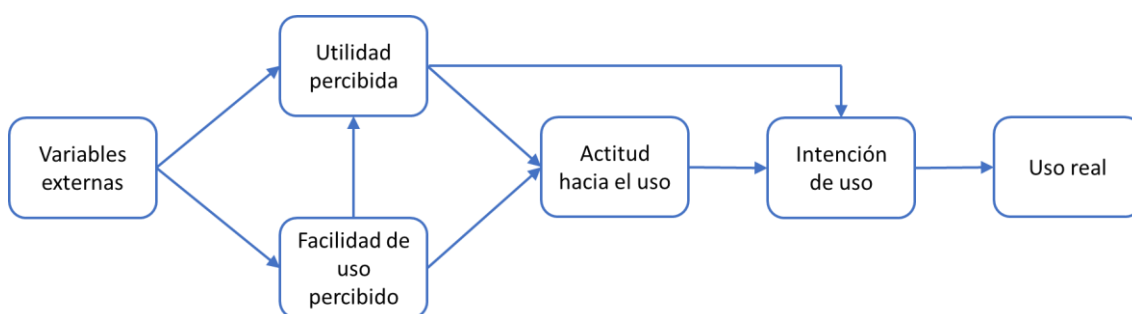 Utilidad
percibida
Variables
externas
Facilidad de
uso
percibido
Actitud
hacia el uso
Intención
de uso
Uso real